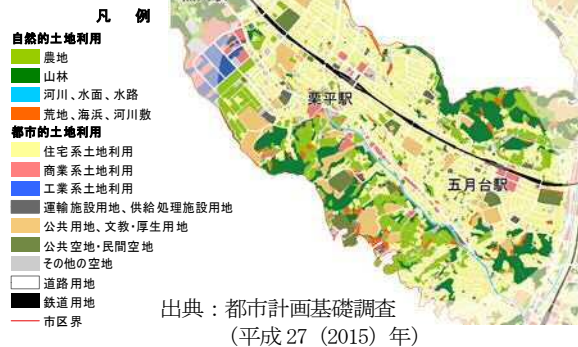 凡　例
自然的土地利用
農地
山林
河川、水面、水路
荒地、海浜、河川敷
都市的土地利用
住宅系土地利用
商業系土地利用
工業系土地利用
運輸施設用地、供給処理施設用地
公共用地、文教・厚生用地
公共空地・民間空地
その他の空地
道路用地
鉄道用地
市区界
栗平駅
五月台駅
出典：都市計画基礎調査
（平成 27（2015）年）